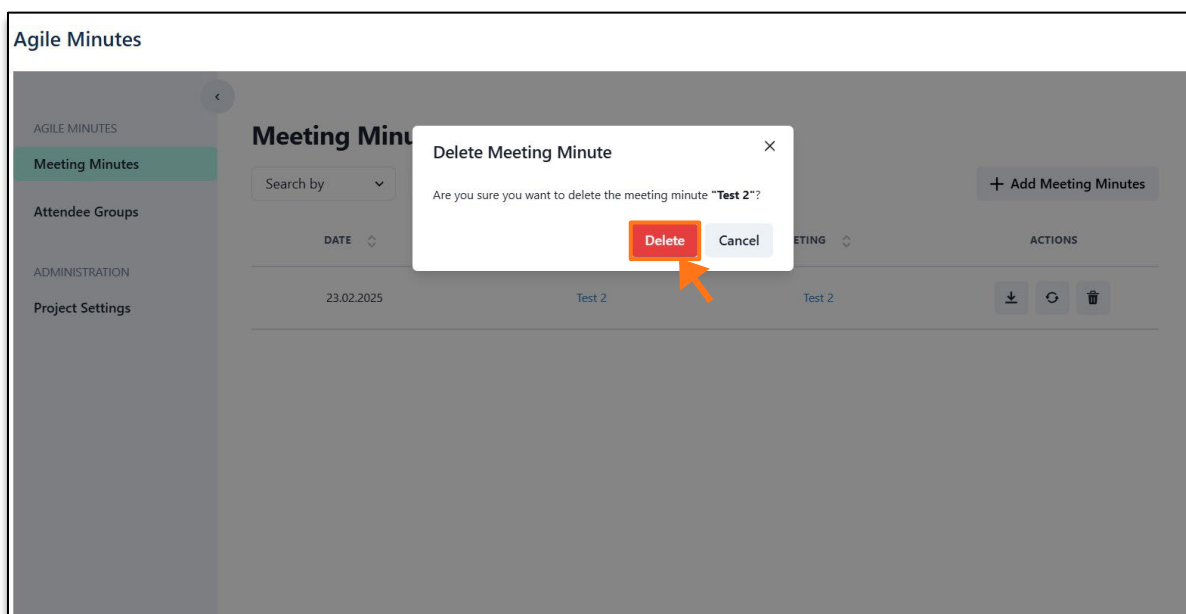 Agile Minutes
AGILE MINUTES
Meeting Minutes
Attendee Groups
ADMINISTRATION
Project Settings
Meeting
Search by
+ Add Meeting Minutes
DATE
ACTIONS
23.02.2025
Test 2
Test 2
Delete Meeting Minute
Are you sure you want to delete the meeting minute "Test 2"?
Delete
Cancel